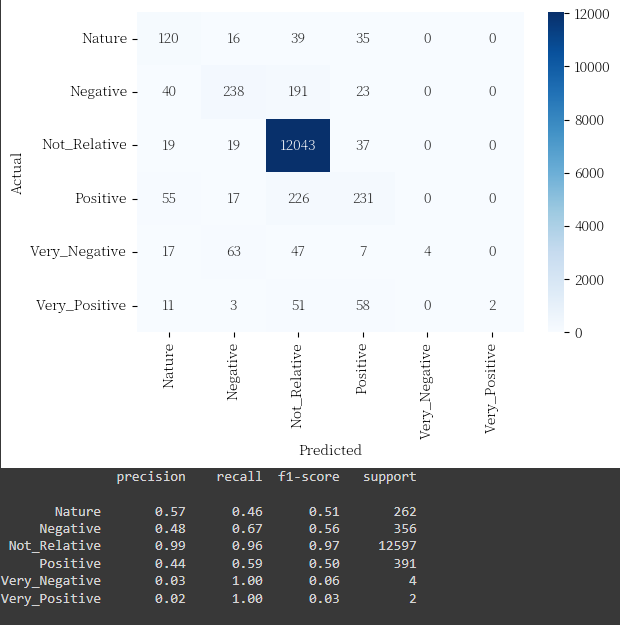 12000
Nature 120 16 39 35 0 0
10000
Negative 40 238 191 23 0 0
8000
Not_Relative 19 19 12043 37 0 0
Actual
6000
Positive 55 17 226 231 0 0
4000
Very_Negative 17 63 47 7 4 0
2000
Very_Positive 11 3 51 58 0 2
0
Nature Negative Not_Relative Positive Very_Negative Very_Positive
Predicted
precision recall f1-score support
Nature 0.57 0.46 0.51 262
Negative 0.48 0.67 0.56 356
Not_Relative 0.99 0.96 0.97 12597
Positive 0.44 0.59 0.50 391
Very_Negative 0.03 1.00 0.06 4
Very_Positive 0.02 1.00 0.03 2